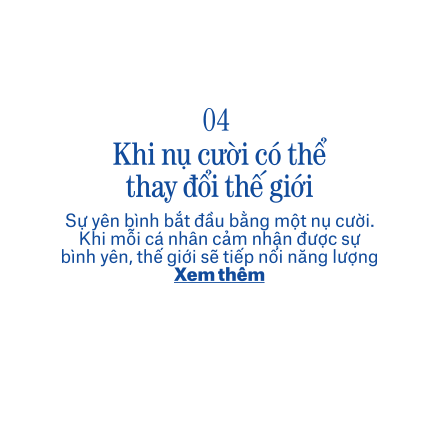 04
Khi nụ cười có thể
thay đổi thế giới
Sự yên bình bắt đầu bằng một nụ cười.
Khi mỗi cá nhân cảm nhận được sự
bình yên, thế giới sẽ tiếp nối năng lượng
Xem thêm